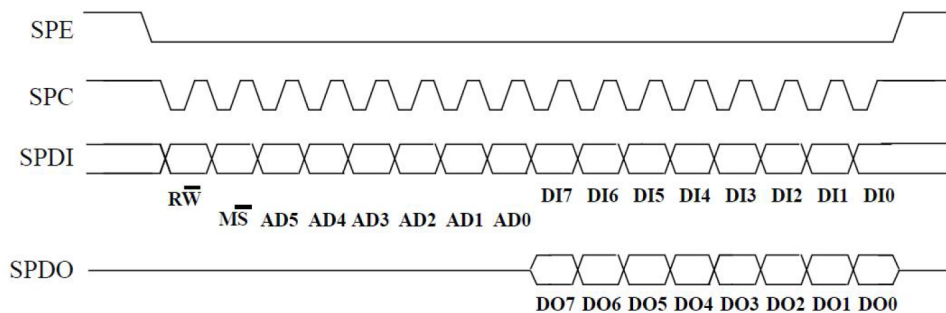 SPE
SPC
SPDI
RW̅ DI7 DI6 DI5 DI4 DI3 DI2 DI1 DI0
MS̅ AD5 AD4 AD3 AD2 AD1 AD0
SPDO
DO7 DO6 DO5 DO4 DO3 DO2 DO1 DO0